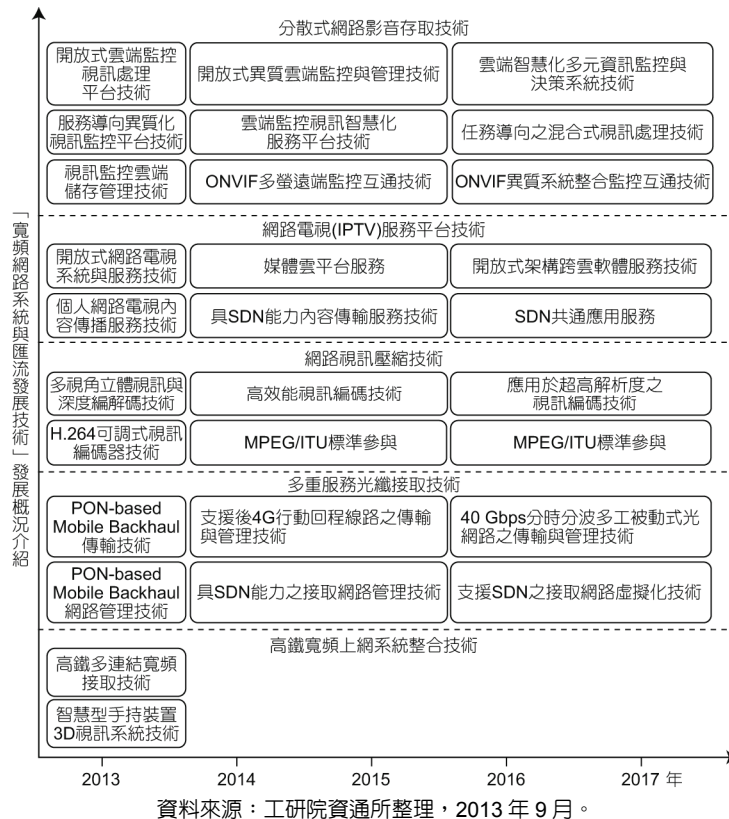 「寬頻網路系統與匯流發展技術」發展概況介紹
分散式網路影音存取技術
開放式雲端監控
視訊處理
平台技術
開放式異質雲端監控與管理技術
雲端智慧化多元資訊監控與
決策系統技術
服務導向異質化
視訊監控平台技術
雲端監控視訊智慧化
服務平台技術
任務導向之混合式視訊處理技術
視訊監控雲端
儲存管理技術
ONVIF多螢遠端監控互通技術
ONVIF異質系統整合監控互通技術
網路電視(IPTV)服務平台技術
開放式網路電視
系統與服務技術
媒體雲平台服務
開放式架構跨雲軟體服務技術
個人網路電視內
容傳播服務技術
具SDN能力內容傳輸服務技術
SDN共通應用服務
網路視訊壓縮技術
多視角立體視訊與
深度編解碼技術
高效能視訊編碼技術
應用於超高解析度之
視訊編碼技術
H.264可調式視訊
編碼器技術
MPEG/ITU標準參與
MPEG/ITU標準參與
多重服務光纖接取技術
PON-based
Mobile Backhaul
傳輸技術
支援後4G行動回程線路之傳輸
與管理技術
40 Gbps分時分波多工被動式光
網路之傳輸與管理技術
PON-based
Mobile Backhaul
網路管理技術
具SDN能力之接取網路管理技術
支援SDN之接取網路虛擬化技術
高鐵寬頻上網系統整合技術
高鐵多連結寬頻
接取技術
智慧型手持裝置
3D視訊系統技術
2013 2014 2015 2016 2017 年
資料來源：工研院資通所整理，2013 年 9 月。